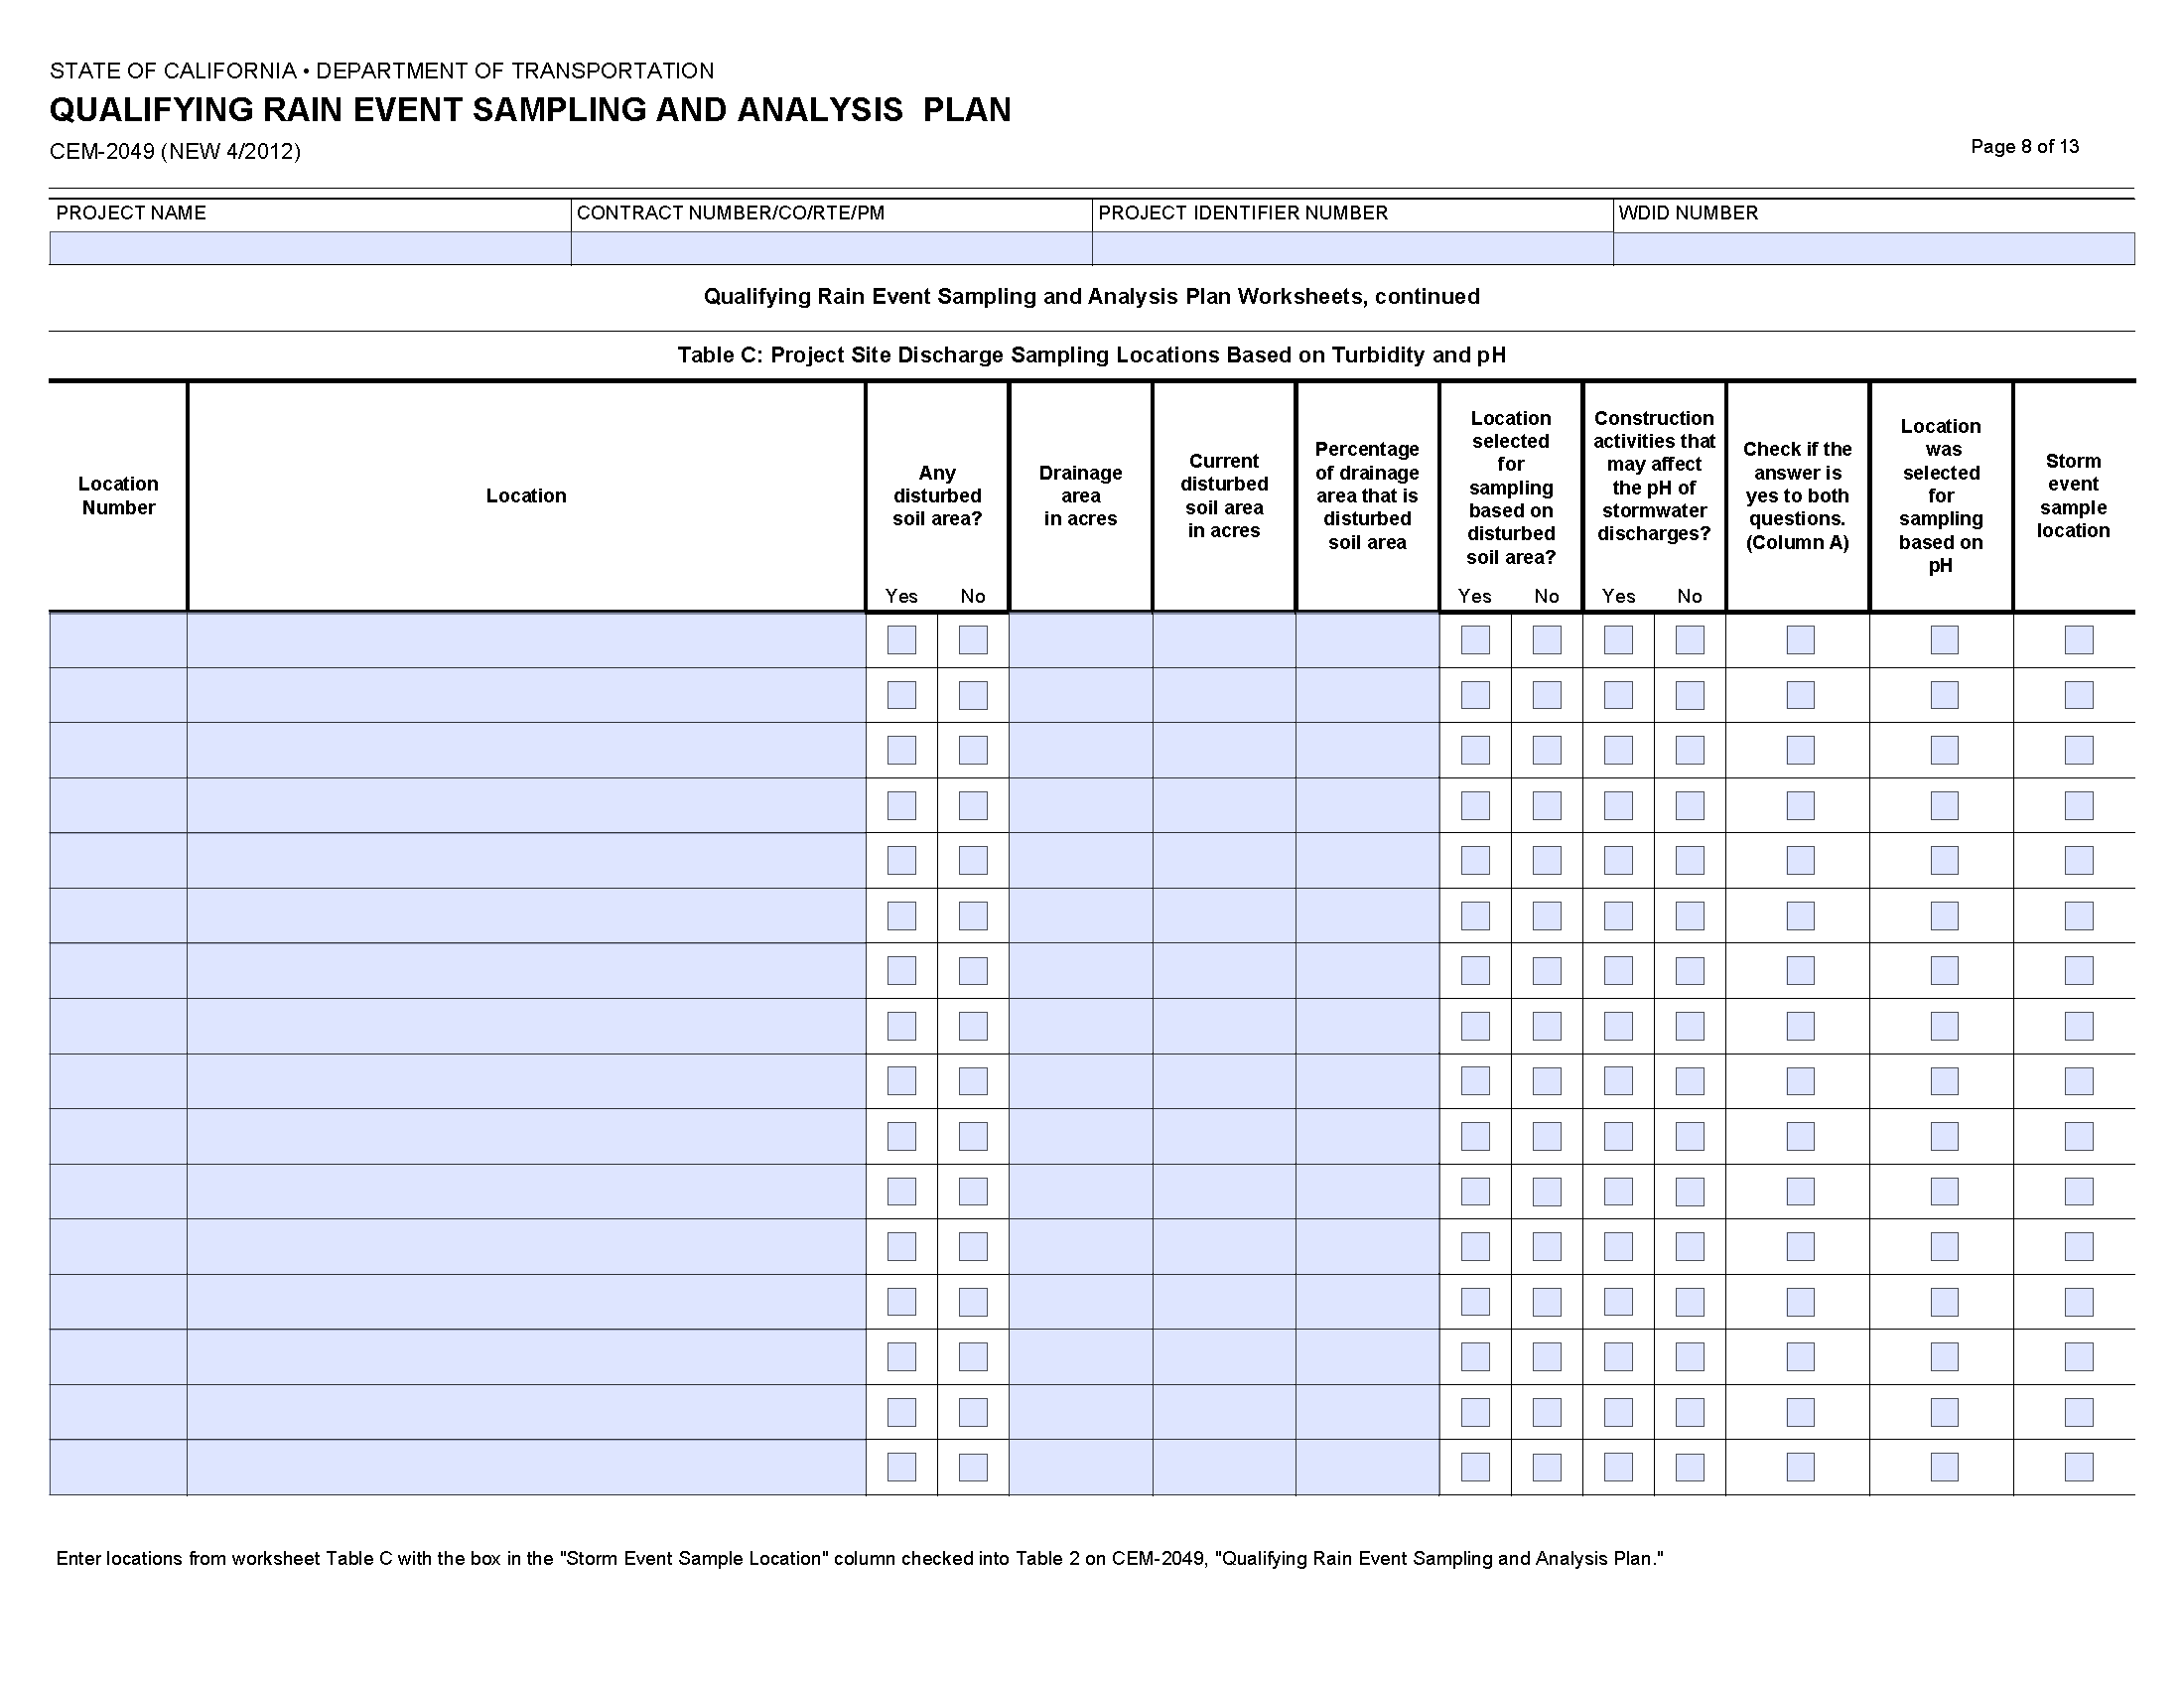 STATE OF CALIFORNIA • DEPARTMENT OF TRANSPORTATION
QUALIFYING RAIN EVENT SAMPLING AND ANALYSIS  PLAN
CEM-2049 (NEW 4/2012)
Page 8 of 13
PROJECT NAME
CONTRACT NUMBER/CO/RTE/PM
PROJECT IDENTIFIER NUMBER
WDID NUMBER
Qualifying Rain Event Sampling and Analysis Plan Worksheets, continued
Table C: Project Site Discharge Sampling Locations Based on Turbidity and pH
Location
Number
Location
Any
disturbed
soil area?
Yes No
Drainage
area
in acres
Current
disturbed
soil area
in acres
Percentage
of drainage
area that is
disturbed
soil area
Location
selected
for
sampling
based on
disturbed
soil area?
Yes No
Construction
activities that
may affect
the pH of
stormwater
discharges?
Yes No
Check if the
answer is
yes to both
questions.
(Column A)
Location
was
selected
for
sampling
based on
pH
Storm
event
sample
location
Enter locations from worksheet Table C with the box in the "Storm Event Sample Location" column checked into Table 2 on CEM-2049, "Qualifying Rain Event Sampling and Analysis Plan."